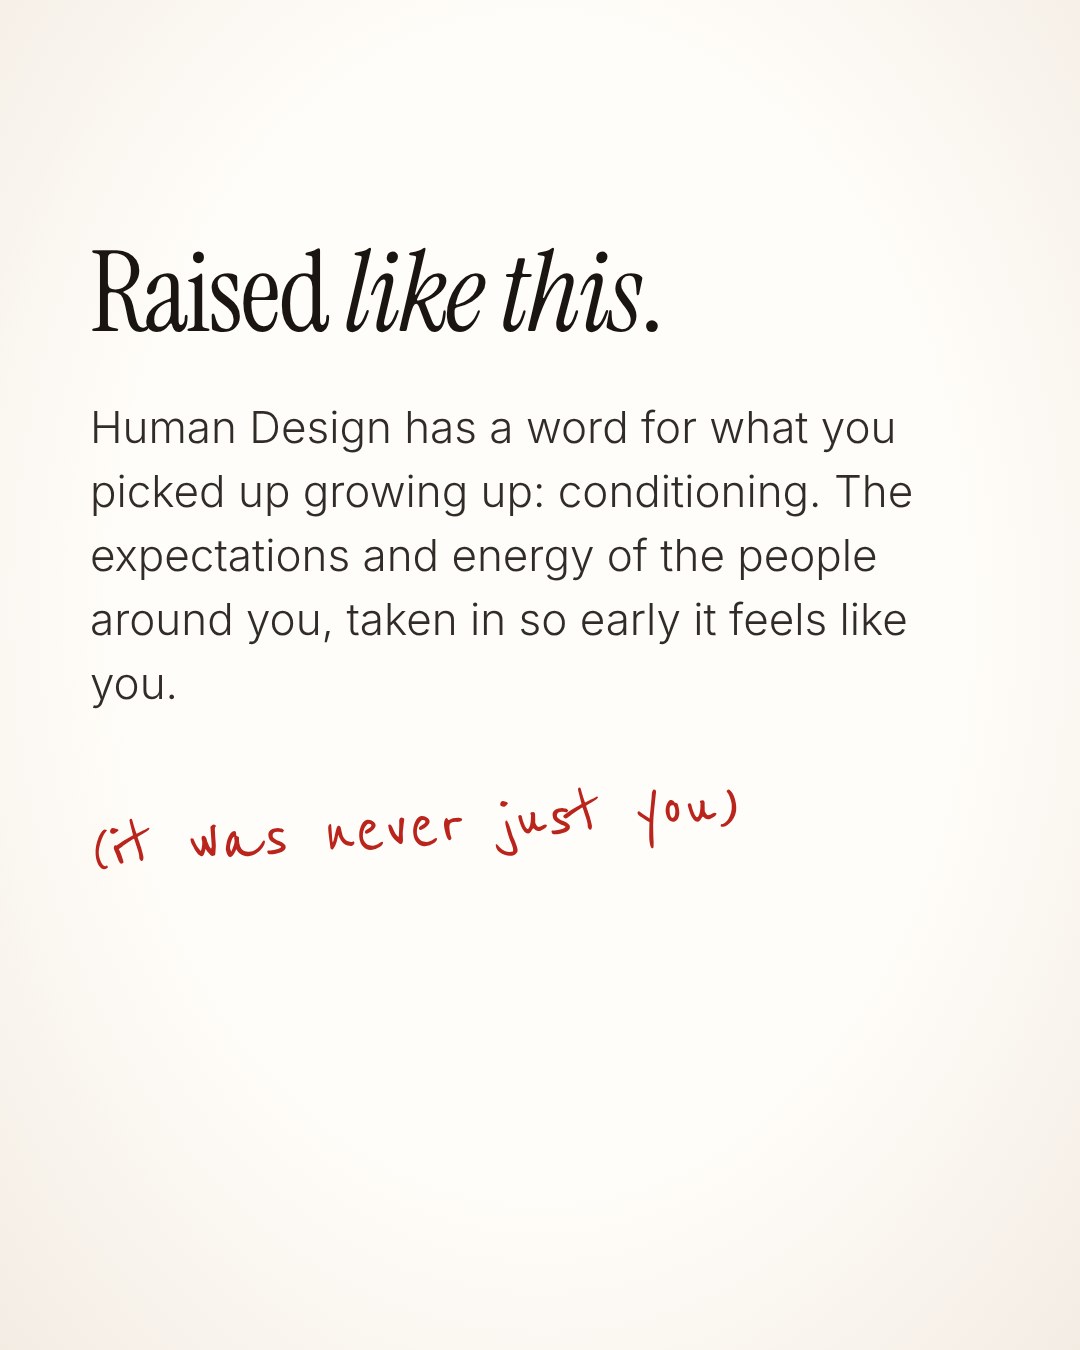 Raised like this.
Human Design has a word for what you
picked up growing up: conditioning. The
expectations and energy of the people
around you, taken in so early it feels like
you.
(it was never just you)